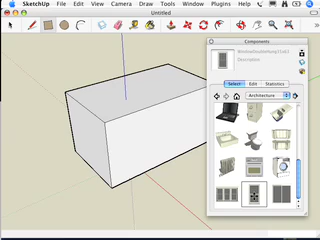 SketchUp File Edit View Camera Draw Tools Window Plugins Help
Untitled
Components
Description:
Select Edit Statistics
Architecture